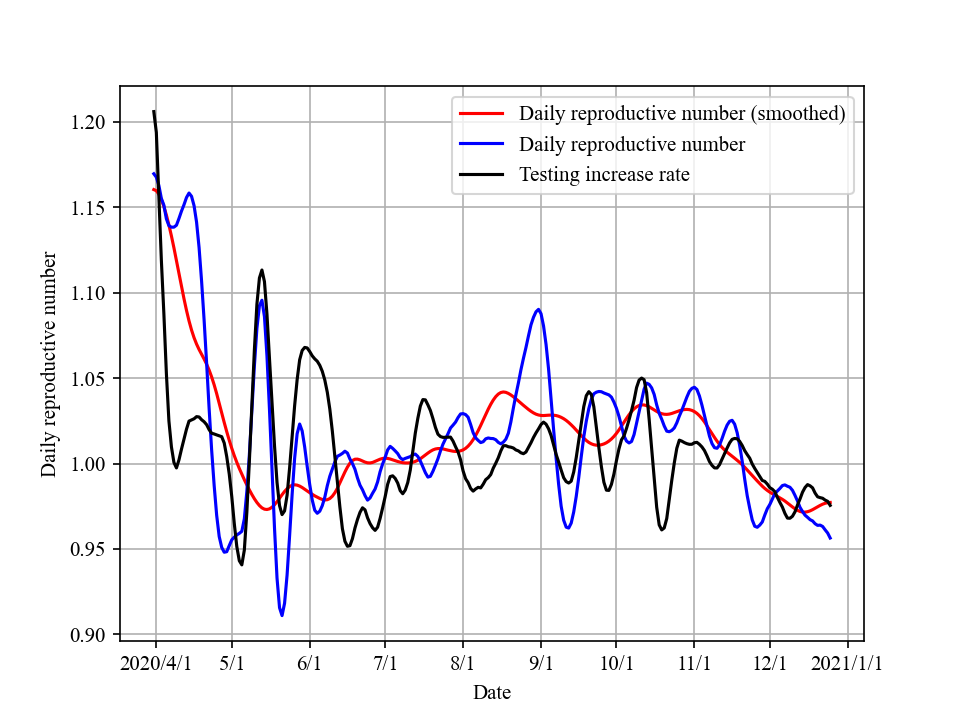 Daily reproductive number (smoothed)
Daily reproductive number
Testing increase rate
Daily reproductive number
1.20
1.15
1.10
1.05
1.00
0.95
0.90
2020/4/1 5/1 6/1 7/1 8/1 9/1 10/1 11/1 12/1 2021/1/1
Date